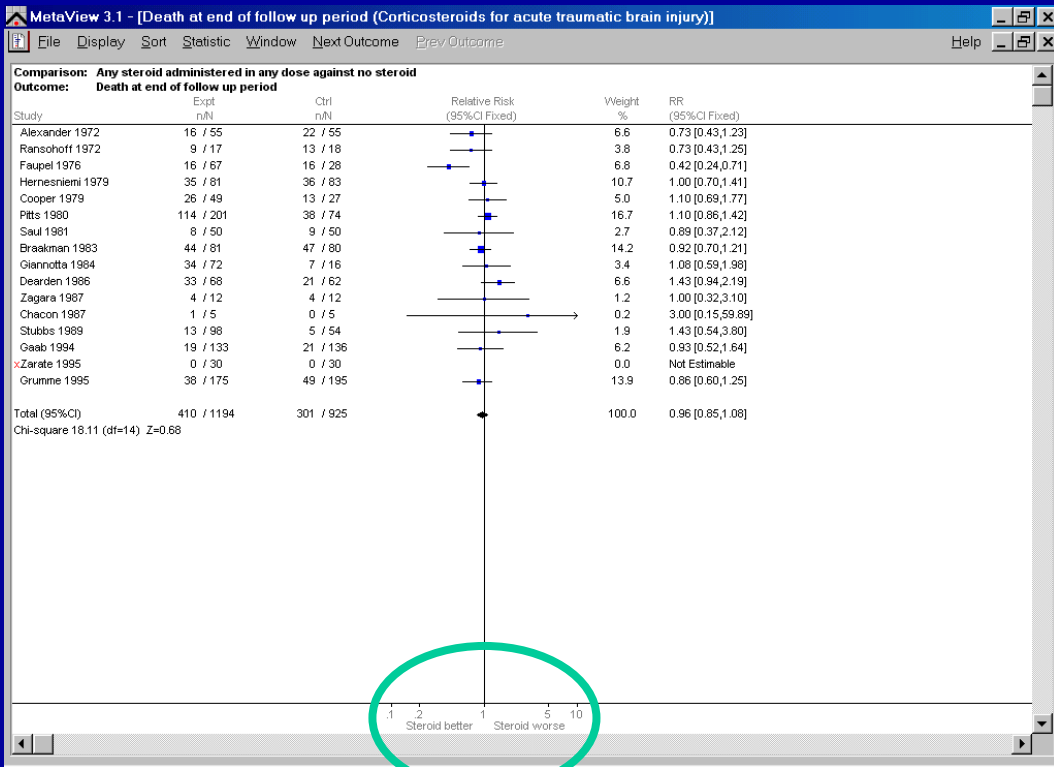 MetaView 3.1 - [Death at end of follow up period (Corticosteroids for acute traumatic brain injury)]
File Display Sort Statistic Window Next Outcome Prev Outcome Help
Comparison: Any steroid administered in any dose against no steroid
Outcome: Death at end of follow up period
Expt Ctrl Relative Risk Weight RR
Study n/N n/N (95%CI Fixed) % (95%CI Fixed)
Alexander 1972 16 / 55 22 / 55 6.6 0.73 [0.43,1.23]
Ransohoff 1972 9 / 17 13 / 18 3.8 0.73 [0.43,1.25]
Faupel 1976 16 / 67 16 / 28 6.8 0.42 [0.24,0.71]
Hernesniemi 1979 35 / 81 36 / 83 10.7 1.00 [0.70,1.41]
Cooper 1979 26 / 49 13 / 27 5.0 1.10 [0.69,1.77]
Pitts 1980 114 / 201 38 / 74 16.7 1.10 [0.86,1.42]
Saul 1981 8 / 50 9 / 50 2.7 0.89 [0.37,2.12]
Braakman 1983 44 / 81 47 / 80 14.2 0.92 [0.70,1.21]
Giannotta 1984 34 / 72 7 / 16 3.4 1.08 [0.59,1.98]
Dearden 1986 33 / 68 21 / 62 6.6 1.43 [0.94,2.19]
Zagara 1987 4 / 12 4 / 12 1.2 1.00 [0.32,3.10]
Chacon 1987 1 / 5 0 / 5 0.2 3.00 [0.15,59.89]
Stubbs 1989 13 / 98 5 / 54 1.9 1.43 [0.54,3.80]
Gaab 1994 19 / 133 21 / 136 6.2 0.93 [0.52,1.64]
xZarate 1995 0 / 30 0 / 30 0.0 Not Estimable
Grumme 1995 38 / 175 49 / 195 13.9 0.86 [0.60,1.25]
Total (95%CI) 410 / 1194 301 / 925 100.0 0.96 [0.85,1.08]
Chi-square 18.11 (df=14) Z=0.68
.1 .2 1 5 10
Steroid better Steroid worse